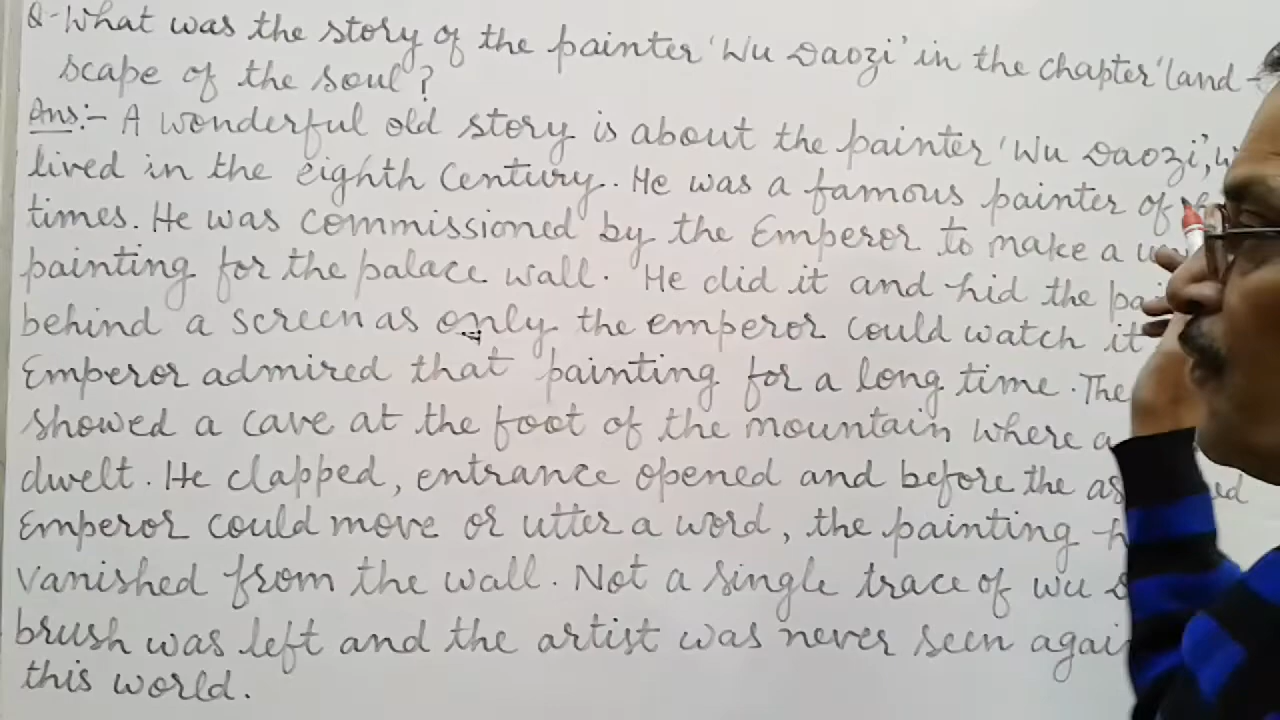 Q- What was the story of the painter 'Wu Daozi' in the chapter 'land -
scape of the soul'?
Ans:- A wonderful old story is about the painter 'Wu Daozi',
lived in the eighth Century. He was a famous painter of
times. He was commissioned by the Emperor to make a
painting for the palace wall. He did it and hid the
behind a screen as only the emperor could watch it
Emperor admired that painting for a long time. The
showed a cave at the foot of the mountain where a
dwelt. He clapped, entrance opened and before the
Emperor could move or utter a word, the painting
vanished from the wall. Not a single trace of Wu
brush was left and the artist was never seen again
this world.